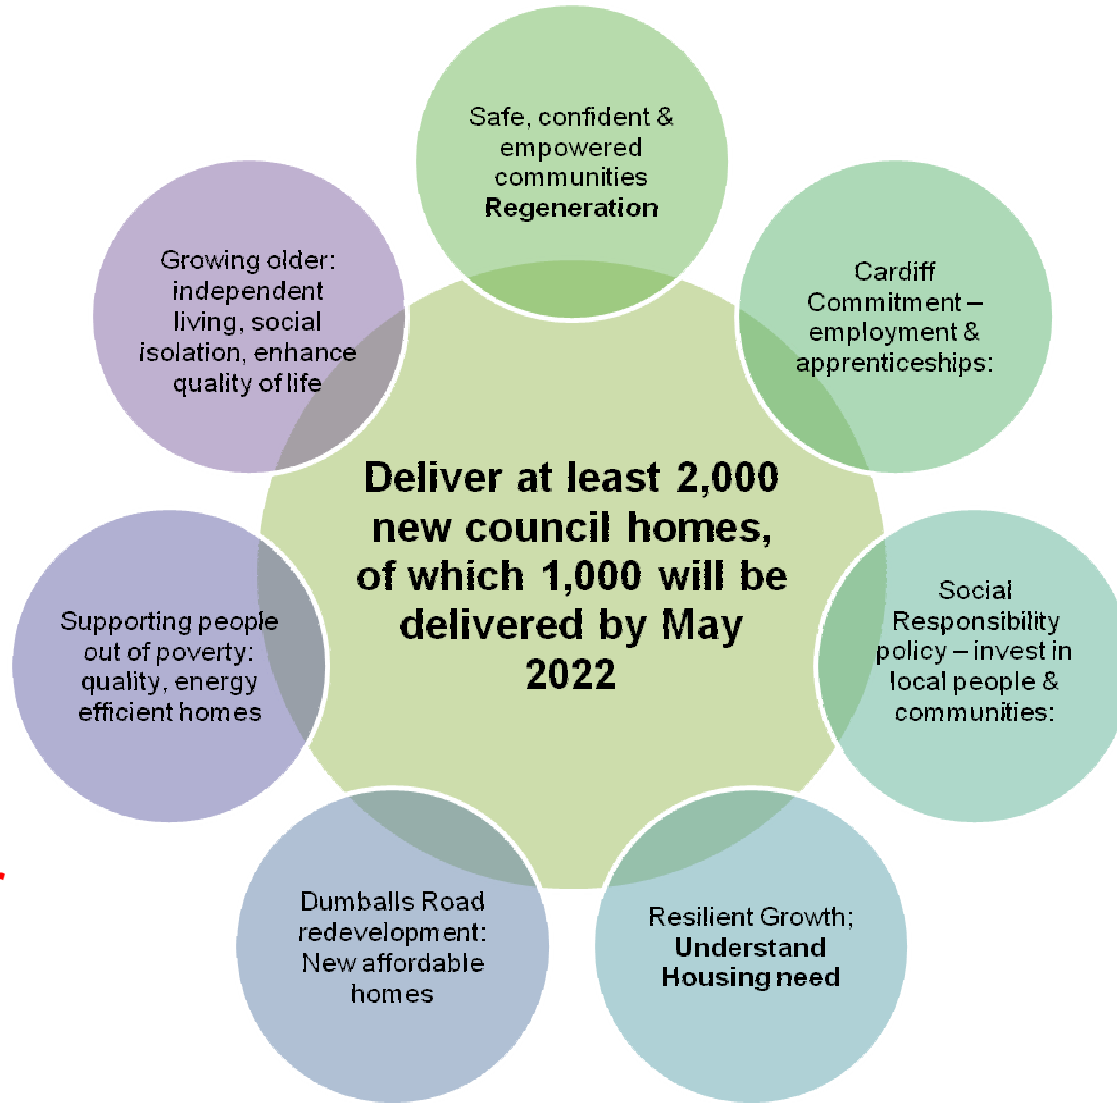 Safe, confident &
empowered
communities
Regeneration
Cardiff
Commitment –
employment &
apprenticeships:
Social
Responsibility
policy – invest in
local people &
communities:
Resilient Growth;
Understand
Housing need
Dumballs Road
redevelopment:
New affordable
homes
Supporting people
out of poverty:
quality, energy
efficient homes
Growing older:
independent
living, social
isolation, enhance
quality of life
Deliver at least 2,000
new council homes,
of which 1,000 will be
delivered by May
2022